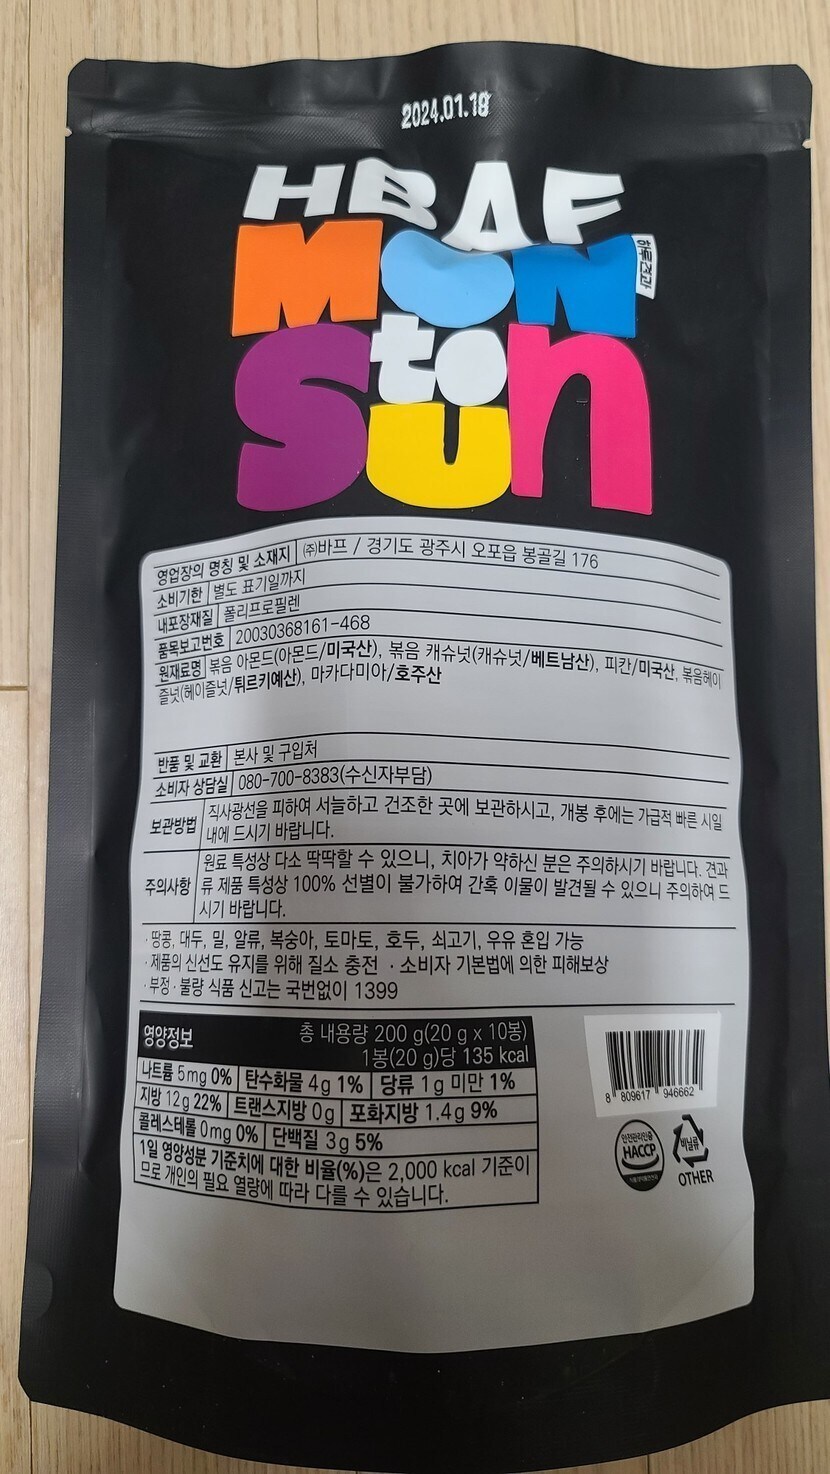 2024.01.18
HBAF
MON
하루견과
to
sun
영업장의 명칭 및 소재지 (주)바프 / 경기도 광주시 오포읍 봉골길 176
소비기한 별도 표기일까지
내포장재질 폴리프로필렌
품목보고번호 20030368161-468
원재료명 볶음 아몬드(아몬드/미국산), 볶음 캐슈넛(캐슈넛/베트남산), 피칸/미국산, 볶음헤이
즐넛(헤이즐넛/튀르키예산), 마카다미아/호주산
반품 및 교환 본사 및 구입처
소비자 상담실 080-700-8383(수신자부담)
보관방법 직사광선을 피하여 서늘하고 건조한 곳에 보관하시고, 개봉 후에는 가급적 빠른 시일
내에 드시기 바랍니다.
주의사항 원료 특성상 다소 딱딱할 수 있으니, 치아가 약하신 분은 주의하시기 바랍니다. 견과
류 제품 특성상 100% 선별이 불가하여 간혹 이물이 발견될 수 있으니 주의하여 드
시기 바랍니다.
· 땅콩, 대두, 밀, 알류, 복숭아, 토마토, 호두, 쇠고기, 우유 혼입 가능
· 제품의 신선도 유지를 위해 질소 충전 · 소비자 기본법에 의한 피해보상
· 부정 · 불량 식품 신고는 국번없이 1399
영양정보 총 내용량 200 g(20 g x 10봉)
1봉(20 g)당 135 kcal
나트륨 5mg 0% 탄수화물 4g 1% 당류 1g 미만 1%
지방 12g 22% 트랜스지방 0g 포화지방 1.4g 9%
콜레스테롤 0mg 0% 단백질 3g 5%
1일 영양성분 기준치에 대한 비율(%)은 2,000 kcal 기준이
므로 개인의 필요 열량에 따라 다를 수 있습니다.
8 809617 946662
안전관리인증
HACCP
비닐류
OTHER